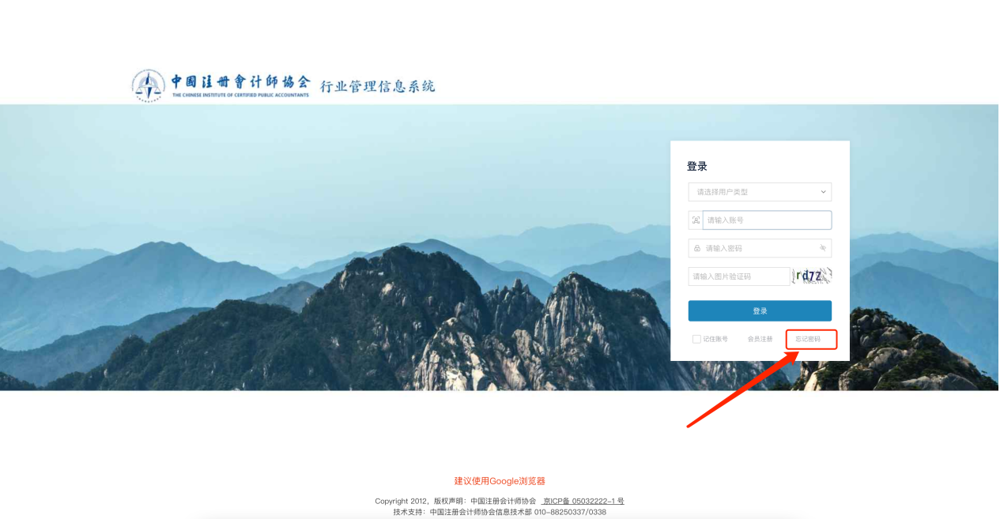 中國注冊會计師協会 行业管理信息系统
THE CHINESE INSTITUTE OF CERTIFIED PUBLIC ACCOUNTANTS
登录
请选择用户类型
请输入账号
请输入密码
请输入图片验证码 rd7Z
登录
记住账号 会员注册 忘记密码
建议使用Google浏览器
Copyright 2012，版权声明：中国注册会计师协会 京ICP备 05032222-1 号
技术支持：中国注册会计师协会信息技术部 010-88250337/0338